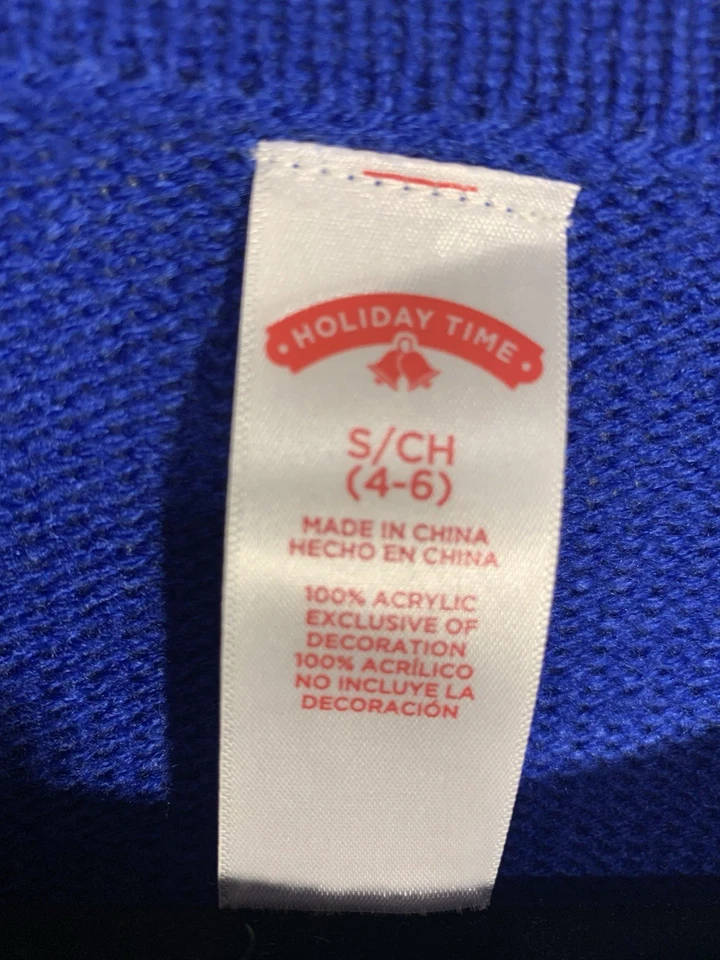 • HOLIDAY TIME •
S/CH
(4-6)
MADE IN CHINA
HECHO EN CHINA
100% ACRYLIC
EXCLUSIVE OF
DECORATION
100% ACRÍLICO
NO INCLUYE LA
DECORACIÓN